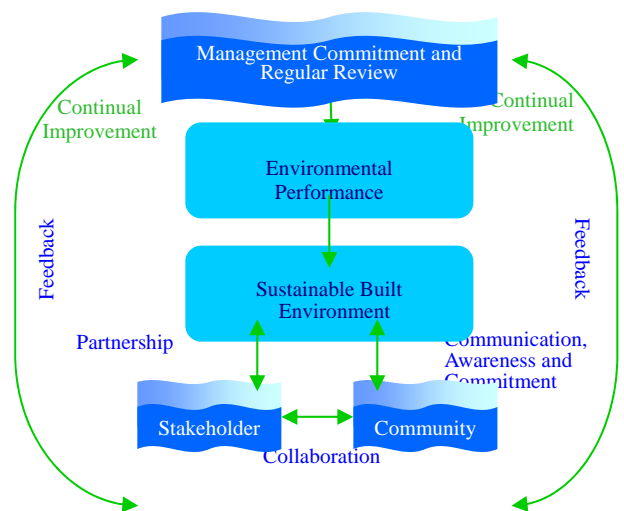 Management Commitment and
Regular Review
Continual
Improvement
Continual
Improvement
Environmental
Performance
Feedback
Feedback
Sustainable Built
Environment
Partnership
Communication,
Awareness and
Commitment
Stakeholder
Community
Collaboration